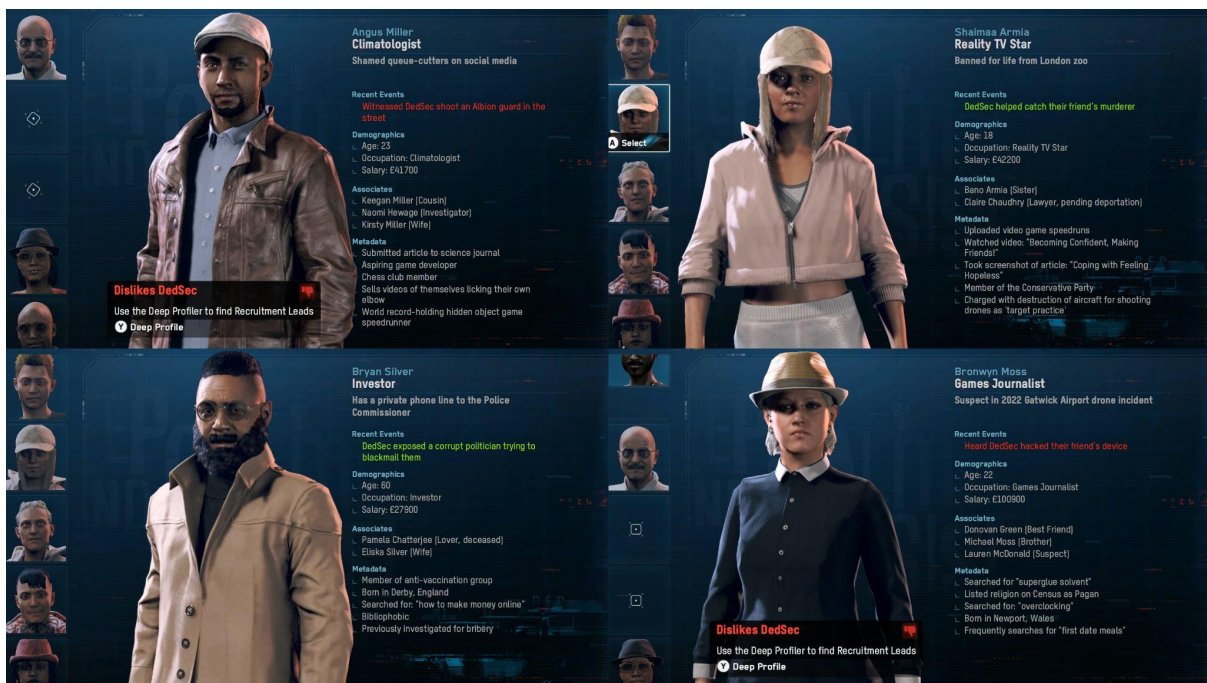 Angus Miller
Climatologist
Shamed queue-cutters on social media
Recent Events
Witnessed DedSec shoot an Albion guard in the
street
Demographics
Age: 23
Occupation: Climatologist
Salary: £41700
Associates
Keegan Miller (Cousin)
Naomi Hewage (Investigator)
Kirsty Miller (Wife)
Metadata
Submitted article to science journal
Aspiring game developer
Chess club member
Sells videos of themselves licking their own
elbow
World record-holding hidden object game
speedrunner
Dislikes DedSec
Use the Deep Profiler to find Recruitment Leads
Y Deep Profile
A Select
Shaimaa Armia
Reality TV Star
Banned for life from London zoo
Recent Events
DedSec helped catch their friend's murderer
Demographics
Age: 18
Occupation: Reality TV Star
Salary: £42200
Associates
Bano Armia (Sister)
Claire Chaudhry (Lawyer, pending deportation)
Metadata
Uploaded video game speedruns
Watched video: "Becoming Confident, Making
Friends!"
Took screenshot of article: "Coping with Feeling
Hopeless"
Member of the Conservative Party
Charged with destruction of aircraft for shooting
drones as 'target practice'
Bryan Silver
Investor
Has a private phone line to the Police
Commissioner
Recent Events
DedSec exposed a corrupt politician trying to
blackmail them
Demographics
Age: 60
Occupation: Investor
Salary: £27900
Associates
Pamela Chatterjee (Lover, deceased)
Eliska Silver (Wife)
Metadata
Member of anti-vaccination group
Born in Derby, England
Searched for: "how to make money online"
Bibliophobic
Previously investigated for bribery
Bronwyn Moss
Games Journalist
Suspect in 2022 Gatwick Airport drone incident
Recent Events
Heard DedSec hacked their friend's device
Demographics
Age: 22
Occupation: Games Journalist
Salary: £100900
Associates
Donovan Green (Best Friend)
Michael Moss (Brother)
Lauren McDonald (Suspect)
Metadata
Searched for "superglue solvent"
Listed religion on Census as Pagan
Searched for: "overclocking"
Born in Newport, Wales
Frequently searches for "first date meals"
Dislikes DedSec
Use the Deep Profiler to find Recruitment Leads
Y Deep Profile